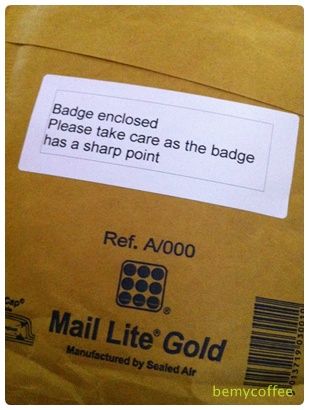 Badge enclosed
Please take care as the badge
has a sharp point
Ref. A/000
Cap®
®
Mail Lite® Gold
Manufactured by Sealed Air
bemycoffee